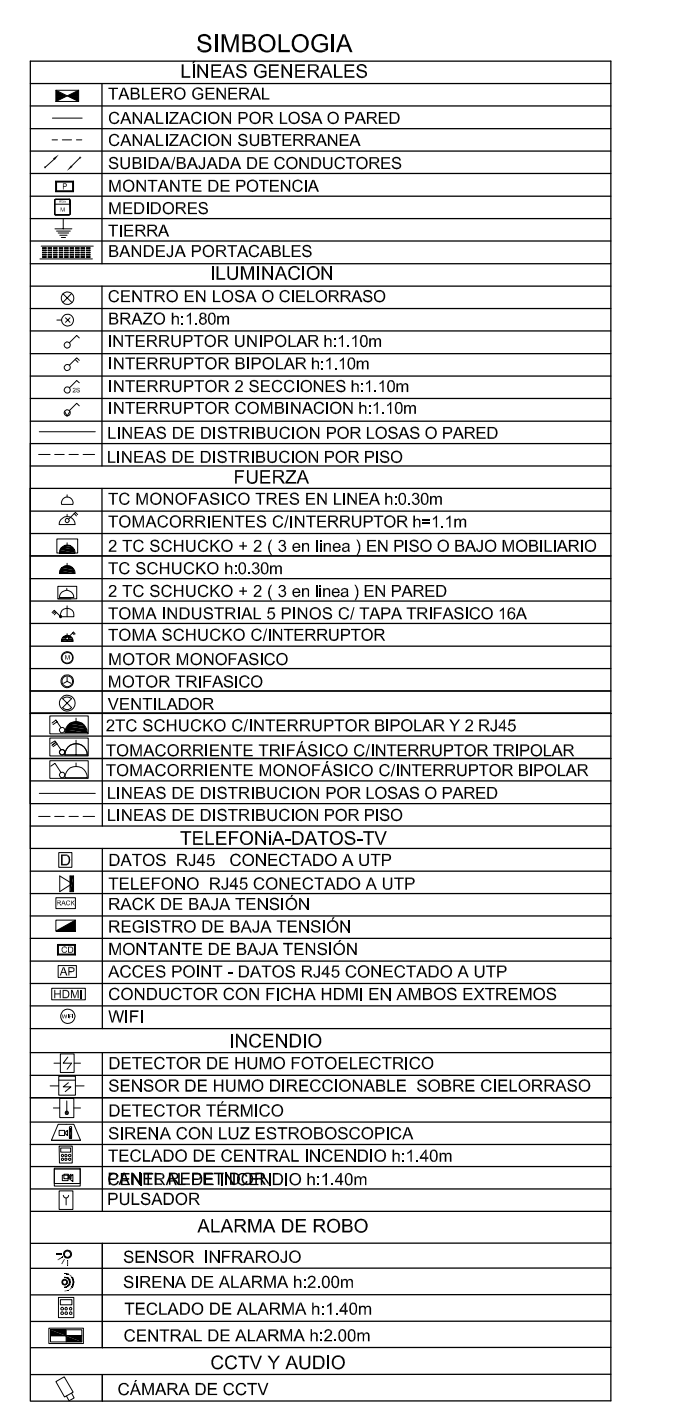 SIMBOLOGIA
LÍNEAS GENERALES
TABLERO GENERAL
CANALIZACION POR LOSA O PARED
CANALIZACION SUBTERRANEA
SUBIDA/BAJADA DE CONDUCTORES
P MONTANTE DE POTENCIA
M MEDIDORES
TIERRA
BANDEJA PORTACABLES
ILUMINACION
CENTRO EN LOSA O CIELORRASO
BRAZO h:1.80m
INTERRUPTOR UNIPOLAR h:1.10m
INTERRUPTOR BIPOLAR h:1.10m
2S INTERRUPTOR 2 SECCIONES h:1.10m
INTERRUPTOR COMBINACION h:1.10m
LINEAS DE DISTRIBUCION POR LOSAS O PARED
LINEAS DE DISTRIBUCION POR PISO
FUERZA
TC MONOFASICO TRES EN LINEA h:0.30m
TOMACORRIENTES C/INTERRUPTOR h=1.1m
2 TC SCHUCKO + 2 ( 3 en linea ) EN PISO O BAJO MOBILIARIO
TC SCHUCKO h:0.30m
2 TC SCHUCKO + 2 ( 3 en linea ) EN PARED
TOMA INDUSTRIAL 5 PINOS C/ TAPA TRIFASICO 16A
TOMA SCHUCKO C/INTERRUPTOR
M MOTOR MONOFASICO
MOTOR TRIFASICO
VENTILADOR
2TC SCHUCKO C/INTERRUPTOR BIPOLAR Y 2 RJ45
TOMACORRIENTE TRIFÁSICO C/INTERRUPTOR TRIPOLAR
TOMACORRIENTE MONOFÁSICO C/INTERRUPTOR BIPOLAR
LINEAS DE DISTRIBUCION POR LOSAS O PARED
LINEAS DE DISTRIBUCION POR PISO
TELEFONiA-DATOS-TV
D DATOS RJ45 CONECTADO A UTP
TELEFONO RJ45 CONECTADO A UTP
RACK RACK DE BAJA TENSIÓN
REGISTRO DE BAJA TENSIÓN
CD MONTANTE DE BAJA TENSIÓN
AP ACCES POINT - DATOS RJ45 CONECTADO A UTP
HDMI CONDUCTOR CON FICHA HDMI EN AMBOS EXTREMOS
WIFI WIFI
INCENDIO
DETECTOR DE HUMO FOTOELECTRICO
SENSOR DE HUMO DIRECCIONABLE SOBRE CIELORRASO
DETECTOR TÉRMICO
SIRENA CON LUZ ESTROBOSCOPICA
TECLADO DE CENTRAL INCENDIO h:1.40m
CENTRAL DE INCENDIO h:1.40m
Y PULSADOR
ALARMA DE ROBO
SENSOR INFRAROJO
SIRENA DE ALARMA h:2.00m
TECLADO DE ALARMA h:1.40m
CENTRAL DE ALARMA h:2.00m
CCTV Y AUDIO
CÁMARA DE CCTV